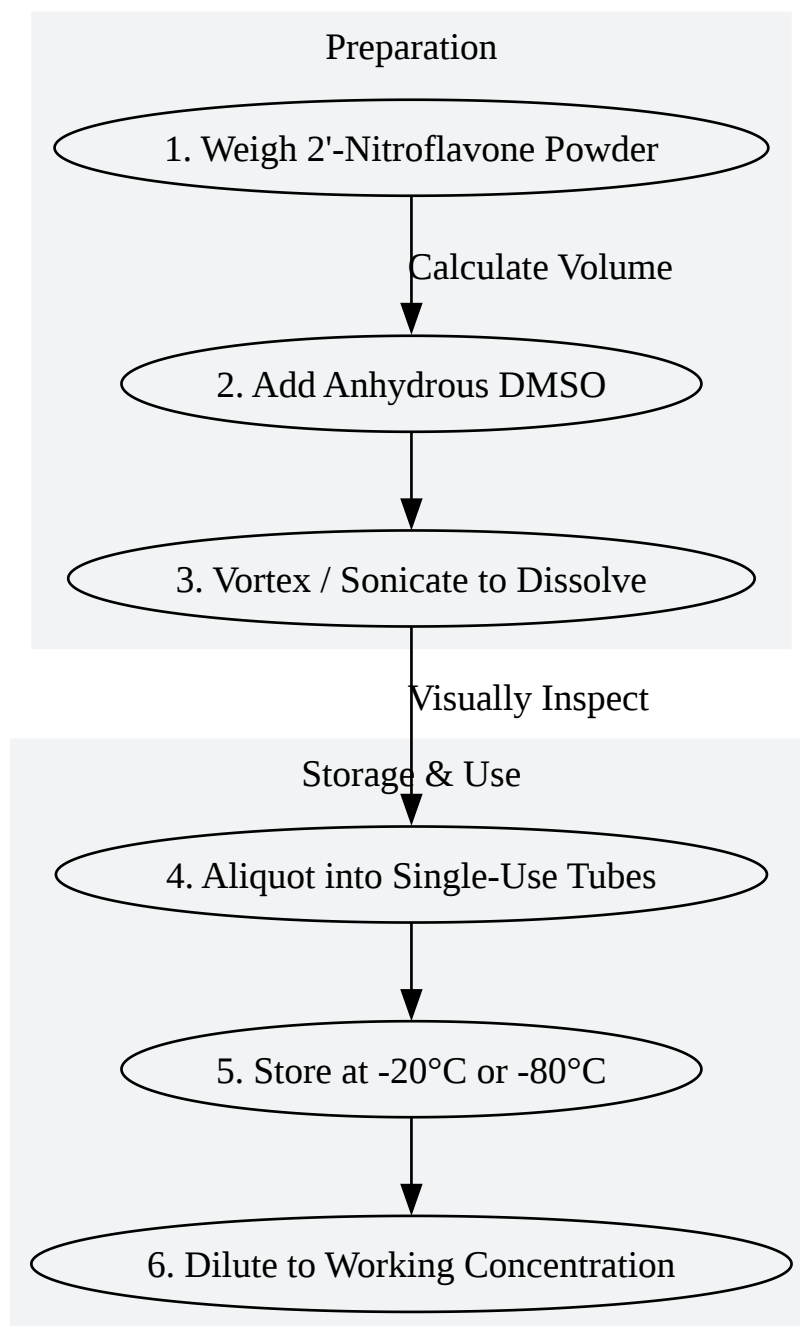 Preparation
1. Weigh 2'-Nitroflavone Powder
Calculate Volume
2. Add Anhydrous DMSO
3. Vortex / Sonicate to Dissolve
Visually Inspect
Storage & Use
4. Aliquot into Single-Use Tubes
5. Store at -20°C or -80°C
6. Dilute to Working Concentration